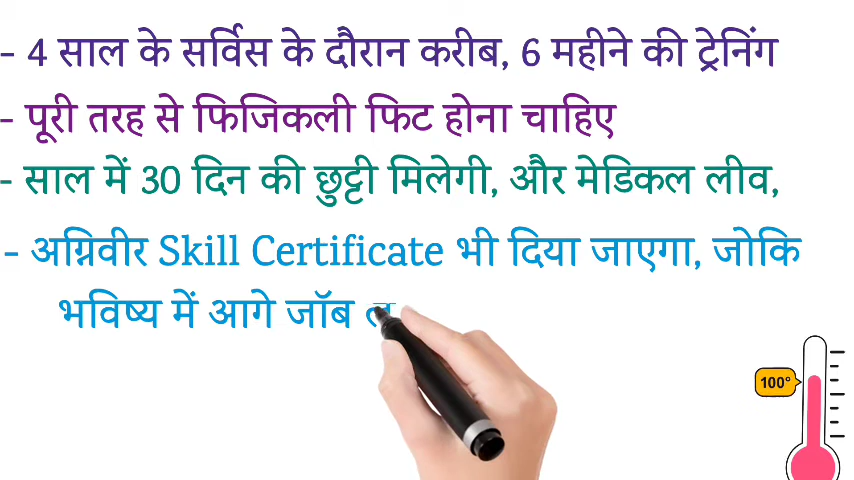 - 4 साल के सर्विस के दौरान करीब, 6 महीने की ट्रेनिंग
- पूरी तरह से फिजिकली फिट होना चाहिए
- साल में 30 दिन की छुट्टी मिलेगी, और मेडिकल लीव,
- अग्निवीर Skill Certificate भी दिया जाएगा, जोकि
भविष्य में आगे जॉब
100°